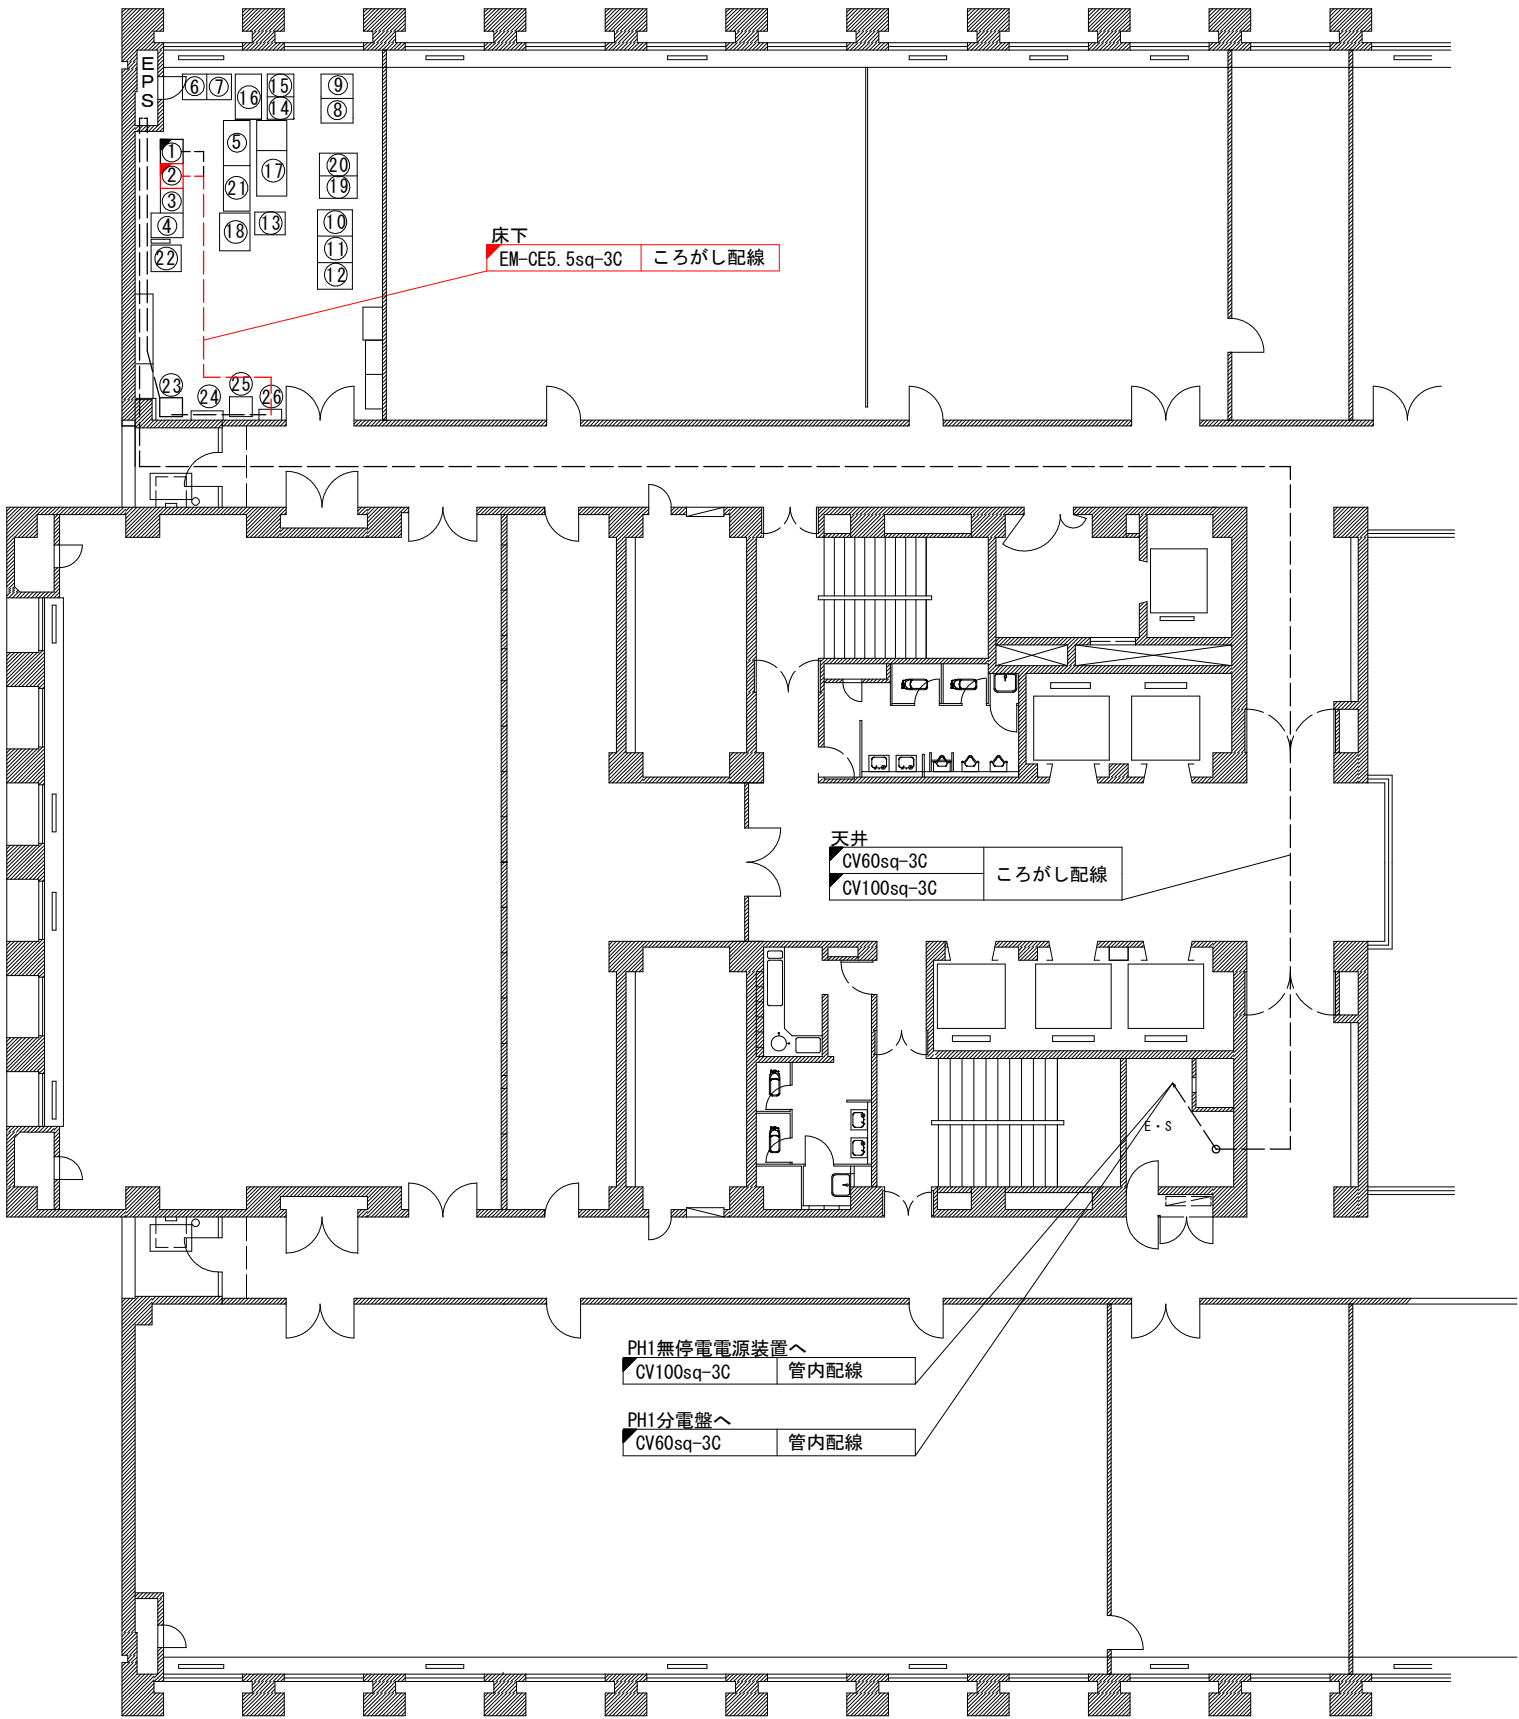 EPS
⑥ ⑦
⑯
⑮
⑭
⑨
⑧
①
②
③
④
㉒
⑤
㉑
⑱
⑰
⑬
⑳
⑲
⑩
⑪
⑫
床下
EM-CE5.5sq-3C ころがし配線
㉓
㉔
㉕
㉖
天井
CV60sq-3C
CV100sq-3C
ころがし配線
E・S
PH1無停電電源装置へ
CV100sq-3C 管内配線
PH1分電盤へ
CV60sq-3C 管内配線